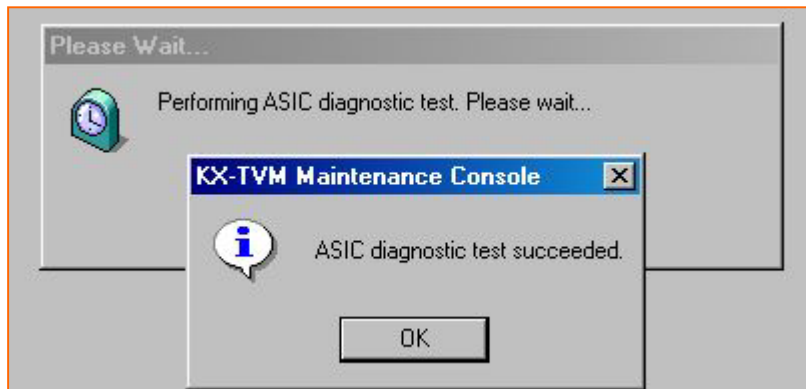 Please Wait...
Performing ASIC diagnostic test. Please wait...
KX-TVM Maintenance Console
ASIC diagnostic test succeeded.
OK